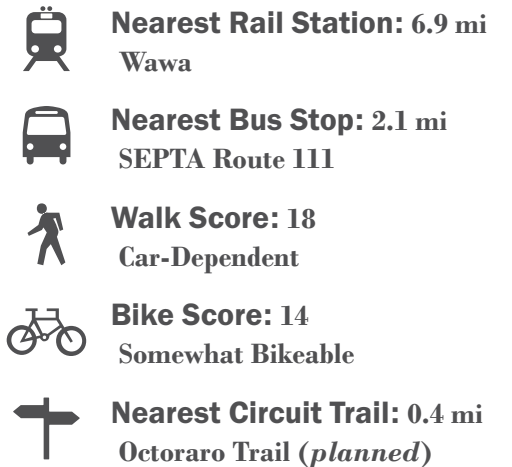 Nearest Rail Station: 6.9 mi
Wawa
Nearest Bus Stop: 2.1 mi
SEPTA Route 111
Walk Score: 18
Car-Dependent
Bike Score: 14
Somewhat Bikeable
Nearest Circuit Trail: 0.4 mi
Octoraro Trail (planned)